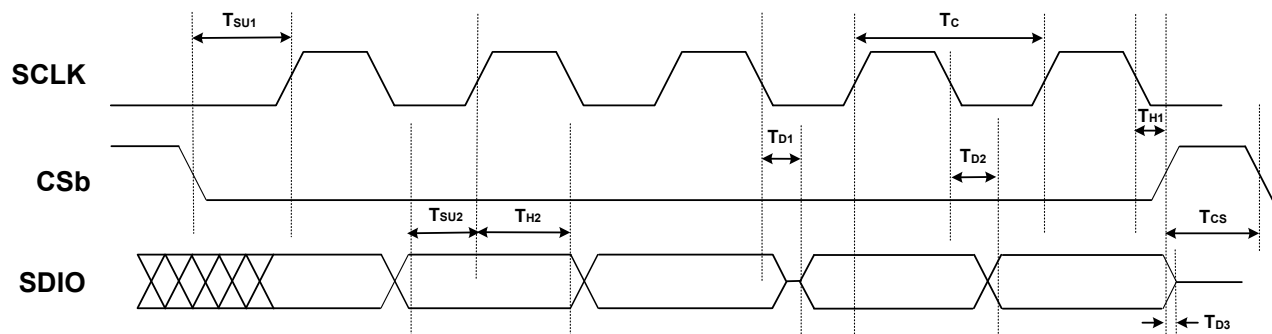 TSU1
TC
SCLK
TD1
TH1
TD2
CSb
TSU2
TH2
TCS
SDIO
TD3